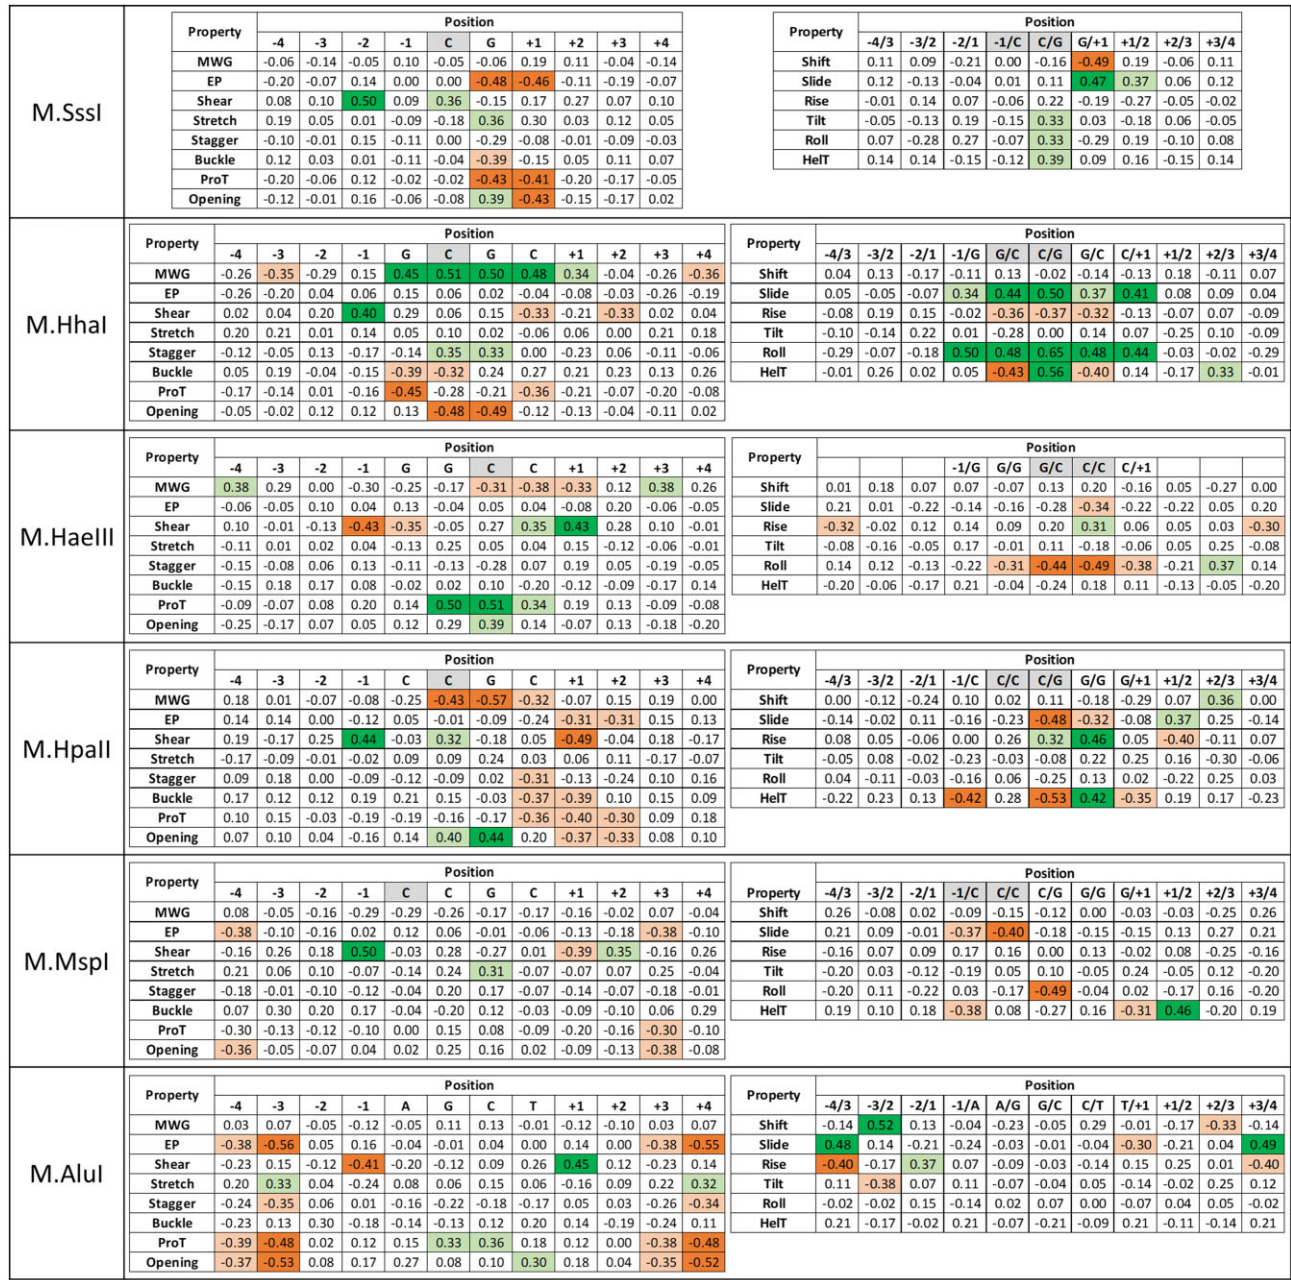 M.SssI
Property Position
-4 -3 -2 -1 C G +1 +2 +3 +4
MWG -0.06 -0.14 -0.05 0.10 -0.05 -0.06 0.19 0.11 -0.04 -0.14
EP -0.20 -0.07 0.14 0.00 0.00 -0.48 -0.46 -0.11 -0.19 -0.07
Shear 0.08 0.10 0.50 0.09 0.36 -0.15 0.17 0.27 0.07 0.10
Stretch 0.19 0.05 0.01 -0.09 -0.18 0.36 0.30 0.03 0.12 0.05
Stagger -0.10 -0.01 0.15 -0.11 0.00 -0.29 -0.08 -0.01 -0.09 -0.03
Buckle 0.12 0.03 0.01 -0.11 -0.04 -0.39 -0.15 0.05 0.11 0.07
ProT -0.20 -0.06 0.12 -0.02 -0.02 -0.43 -0.41 -0.20 -0.17 -0.05
Opening -0.12 -0.01 0.16 -0.06 -0.08 0.39 -0.43 -0.15 -0.17 0.02
Property Position
-4/3 -3/2 -2/1 -1/C C/G G/+1 +1/2 +2/3 +3/4
Shift 0.11 0.09 -0.21 0.00 -0.16 -0.49 0.19 -0.06 0.11
Slide 0.12 -0.13 -0.04 0.01 0.11 0.47 0.37 0.06 0.12
Rise -0.01 0.14 0.07 -0.06 0.22 -0.19 -0.27 -0.05 -0.02
Tilt -0.05 -0.13 0.19 -0.15 0.33 0.03 -0.18 0.06 -0.05
Roll 0.07 -0.28 0.27 -0.07 0.33 -0.29 0.19 -0.10 0.08
HelT 0.14 0.14 -0.15 -0.12 0.39 0.09 0.16 -0.15 0.14
M.HhaI
Property Position
-4 -3 -2 -1 G C G C +1 +2 +3 +4
MWG -0.26 -0.35 -0.29 0.15 0.45 0.51 0.50 0.48 0.34 -0.04 -0.26 -0.36
EP -0.26 -0.20 0.04 0.06 0.15 0.06 0.02 -0.04 -0.08 -0.03 -0.26 -0.19
Shear 0.02 0.04 0.20 0.40 0.29 0.06 0.15 -0.33 -0.21 -0.33 0.02 0.04
Stretch 0.20 0.21 0.01 0.14 0.05 0.10 0.02 -0.06 0.06 0.00 0.21 0.18
Stagger -0.12 -0.05 0.13 -0.17 -0.14 0.35 0.33 0.00 -0.23 0.06 -0.11 -0.06
Buckle 0.05 0.19 -0.04 -0.15 -0.39 -0.32 0.24 0.27 0.21 0.23 0.13 0.26
ProT -0.17 -0.14 0.01 -0.16 -0.45 -0.28 -0.21 -0.36 -0.21 -0.07 -0.20 -0.08
Opening -0.05 -0.02 0.12 0.12 0.13 -0.48 -0.49 -0.12 -0.13 -0.04 -0.11 0.02
Property Position
-4/3 -3/2 -2/1 -1/G G/C C/G G/C C/+1 +1/2 +2/3 +3/4
Shift 0.04 0.13 -0.17 -0.11 0.13 -0.02 -0.14 -0.13 0.18 -0.11 0.07
Slide 0.05 -0.05 -0.07 0.34 0.44 0.50 0.37 0.41 0.08 0.09 0.04
Rise -0.08 0.19 0.15 -0.02 -0.36 -0.37 -0.32 -0.13 -0.07 0.07 -0.09
Tilt -0.10 -0.14 0.22 0.01 -0.28 0.00 0.14 0.07 -0.25 0.10 -0.09
Roll -0.29 -0.07 -0.18 0.50 0.48 0.65 0.48 0.44 -0.03 -0.02 -0.29
HelT -0.01 0.26 0.02 0.05 -0.43 0.56 -0.40 0.14 -0.17 0.33 -0.01
M.HaeIII
Property Position
-4 -3 -2 -1 G G C C +1 +2 +3 +4
MWG 0.38 0.29 0.00 -0.30 -0.25 -0.17 -0.31 -0.38 -0.33 0.12 0.38 0.26
EP -0.06 -0.05 0.10 0.04 0.13 -0.04 0.05 0.04 -0.08 0.20 -0.06 -0.05
Shear 0.10 -0.01 -0.13 -0.43 -0.35 -0.05 0.27 0.35 0.43 0.28 0.10 -0.01
Stretch -0.11 0.01 0.02 0.04 -0.13 0.25 0.05 0.04 0.15 -0.12 -0.06 -0.01
Stagger -0.15 -0.08 0.06 0.13 -0.11 -0.13 -0.28 0.07 0.19 0.05 -0.19 -0.05
Buckle -0.15 0.18 0.17 0.08 -0.02 0.02 0.10 -0.20 -0.12 -0.09 -0.17 0.14
ProT -0.09 -0.07 0.08 0.20 0.14 0.50 0.51 0.34 0.19 0.13 -0.09 -0.08
Opening -0.25 -0.17 0.07 0.05 0.12 0.29 0.39 0.14 -0.07 0.13 -0.18 -0.20
Property Position
-1/G G/G G/C C/C C/+1
Shift 0.01 0.18 0.07 0.07 -0.07 0.13 0.20 -0.16 0.05 -0.27 0.00
Slide 0.21 0.01 -0.22 -0.14 -0.16 -0.28 -0.34 -0.22 -0.22 0.05 0.20
Rise -0.32 -0.02 0.12 0.14 0.09 0.20 0.31 0.06 0.05 0.03 -0.30
Tilt -0.08 -0.16 -0.05 0.17 -0.01 0.11 -0.18 -0.06 0.05 0.25 -0.08
Roll 0.14 0.12 -0.13 -0.22 -0.31 -0.44 -0.49 -0.38 -0.21 0.37 0.14
HelT -0.20 -0.06 -0.17 0.21 -0.04 -0.24 0.18 0.11 -0.13 -0.05 -0.20
M.HpaII
Property Position
-4 -3 -2 -1 C C G C +1 +2 +3 +4
MWG 0.18 0.01 -0.07 -0.08 -0.25 -0.43 -0.57 -0.32 -0.07 0.15 0.19 0.00
EP 0.14 0.14 0.00 -0.12 0.05 -0.01 -0.09 -0.24 -0.31 -0.31 0.15 0.13
Shear 0.19 -0.17 0.25 0.44 -0.03 0.32 -0.18 0.05 -0.49 -0.04 0.18 -0.17
Stretch -0.17 -0.09 -0.01 -0.02 0.09 0.09 0.24 0.03 0.06 0.11 -0.17 -0.07
Stagger 0.09 0.18 0.00 -0.09 -0.12 -0.09 0.02 -0.31 -0.13 -0.24 0.10 0.16
Buckle 0.17 0.12 0.12 0.19 0.21 0.15 -0.03 -0.37 -0.39 0.10 0.15 0.09
ProT 0.10 0.15 -0.03 -0.19 -0.19 -0.16 -0.17 -0.36 -0.40 -0.30 0.09 0.18
Opening 0.07 0.10 0.04 -0.16 0.14 0.40 0.44 0.20 -0.37 -0.33 0.08 0.10
Property Position
-4/3 -3/2 -2/1 -1/C C/C C/G G/G G/+1 +1/2 +2/3 +3/4
Shift 0.00 -0.12 -0.24 0.10 0.02 0.11 -0.18 -0.29 0.07 0.36 0.00
Slide -0.14 -0.02 0.11 -0.16 -0.23 -0.48 -0.32 -0.08 0.37 0.25 -0.14
Rise 0.08 0.05 -0.06 0.00 0.26 0.32 0.46 0.05 -0.40 -0.11 0.07
Tilt -0.05 0.08 -0.02 -0.23 -0.03 -0.08 0.22 0.25 0.16 -0.30 -0.06
Roll 0.04 -0.11 -0.03 -0.16 0.06 -0.25 0.13 0.02 -0.22 0.25 0.03
HelT -0.22 0.23 0.13 -0.42 0.28 -0.53 0.42 -0.35 0.19 0.17 -0.23
M.MspI
Property Position
-4 -3 -2 -1 C C G C +1 +2 +3 +4
MWG 0.08 -0.05 -0.16 -0.29 -0.29 -0.26 -0.17 -0.17 -0.16 -0.02 0.07 -0.04
EP -0.38 -0.10 -0.16 0.02 0.12 0.06 -0.01 -0.06 -0.13 -0.18 -0.38 -0.10
Shear -0.16 0.26 0.18 0.50 -0.03 0.28 -0.27 0.01 -0.39 0.35 -0.16 0.26
Stretch 0.21 0.06 0.10 -0.07 -0.14 0.24 0.31 -0.07 -0.07 0.07 0.25 -0.04
Stagger -0.18 -0.01 -0.10 -0.12 -0.04 0.20 0.17 -0.07 -0.14 -0.07 -0.18 -0.01
Buckle 0.07 0.30 0.20 0.17 -0.04 -0.20 0.12 -0.03 -0.09 -0.10 0.06 0.29
ProT -0.30 -0.13 -0.12 -0.10 0.00 0.15 0.08 -0.09 -0.20 -0.16 -0.30 -0.10
Opening -0.36 -0.05 -0.07 0.04 0.02 0.25 0.16 0.02 -0.09 -0.13 -0.38 -0.08
Position
Property -4/3 -3/2 -2/1 -1/C C/C C/G G/G G/+1 +1/2 +2/3 +3/4
Shift 0.26 -0.08 0.02 -0.09 -0.15 -0.12 0.00 -0.03 -0.03 -0.25 0.26
Slide 0.21 0.09 -0.01 -0.37 -0.40 -0.18 -0.15 -0.15 0.13 0.27 0.21
Rise -0.16 0.07 0.09 0.17 0.16 0.00 0.13 -0.02 0.08 -0.25 -0.16
Tilt -0.20 0.03 -0.12 -0.19 0.05 0.10 -0.05 0.24 -0.05 0.12 -0.20
Roll -0.20 0.11 -0.22 0.03 -0.17 -0.49 -0.04 0.02 -0.17 0.16 -0.20
HelT 0.19 0.10 0.18 -0.38 0.08 -0.27 0.16 -0.31 0.46 -0.20 0.19
M.AluI
Property Position
-4 -3 -2 -1 A G C T +1 +2 +3 +4
MWG 0.03 0.07 -0.05 -0.12 -0.05 0.11 0.13 -0.01 -0.12 -0.10 0.03 0.07
EP -0.38 -0.56 0.05 0.16 -0.04 -0.01 0.04 0.00 0.14 0.00 -0.38 -0.55
Shear -0.23 0.15 -0.12 -0.41 -0.20 -0.12 0.09 0.26 0.45 0.12 -0.23 0.14
Stretch 0.20 0.33 0.04 -0.24 0.08 0.06 0.15 0.06 -0.16 0.09 0.22 0.32
Stagger -0.24 -0.35 0.06 0.01 -0.16 -0.22 -0.18 -0.17 0.05 0.03 -0.26 -0.34
Buckle -0.23 0.13 0.30 -0.18 -0.14 -0.13 0.12 0.20 0.14 -0.19 -0.24 0.11
ProT -0.39 -0.48 0.02 0.12 0.15 0.33 0.36 0.18 0.12 0.00 -0.38 -0.48
Opening -0.37 -0.53 0.08 0.17 0.27 0.08 0.10 0.30 0.18 0.04 -0.35 -0.52
Property Position
-4/3 -3/2 -2/1 -1/A A/G G/C C/T T/+1 +1/2 +2/3 +3/4
Shift -0.14 0.52 0.13 -0.04 -0.23 -0.05 0.29 -0.01 -0.17 -0.33 -0.14
Slide 0.48 0.14 -0.21 -0.24 -0.03 -0.01 -0.04 -0.30 -0.21 0.04 0.49
Rise -0.40 -0.17 0.37 0.07 -0.09 -0.03 -0.14 0.15 0.25 0.01 -0.40
Tilt 0.11 -0.38 0.07 0.11 -0.07 -0.04 0.05 -0.14 -0.02 0.25 0.12
Roll -0.02 -0.02 0.15 -0.14 0.02 0.07 0.00 -0.07 0.04 0.05 -0.02
HelT 0.21 -0.17 -0.02 0.21 -0.07 -0.21 -0.09 0.21 -0.11 -0.14 0.21